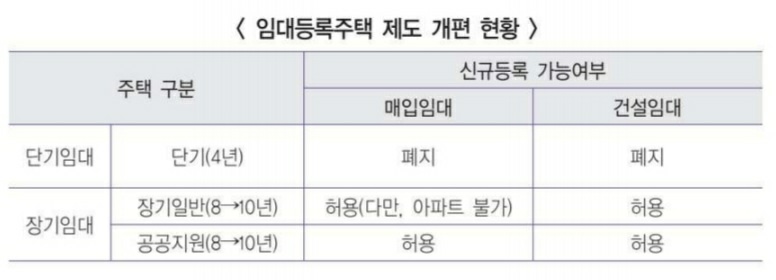 < 임대등록주택 제도 개편 현황 >
주택 구분 신규등록 가능여부
매입임대 건설임대
단기임대 단기(4년) 폐지 폐지
장기임대 장기일반(8→10년) 허용(다만, 아파트 불가) 허용
공공지원(8→10년) 허용 허용